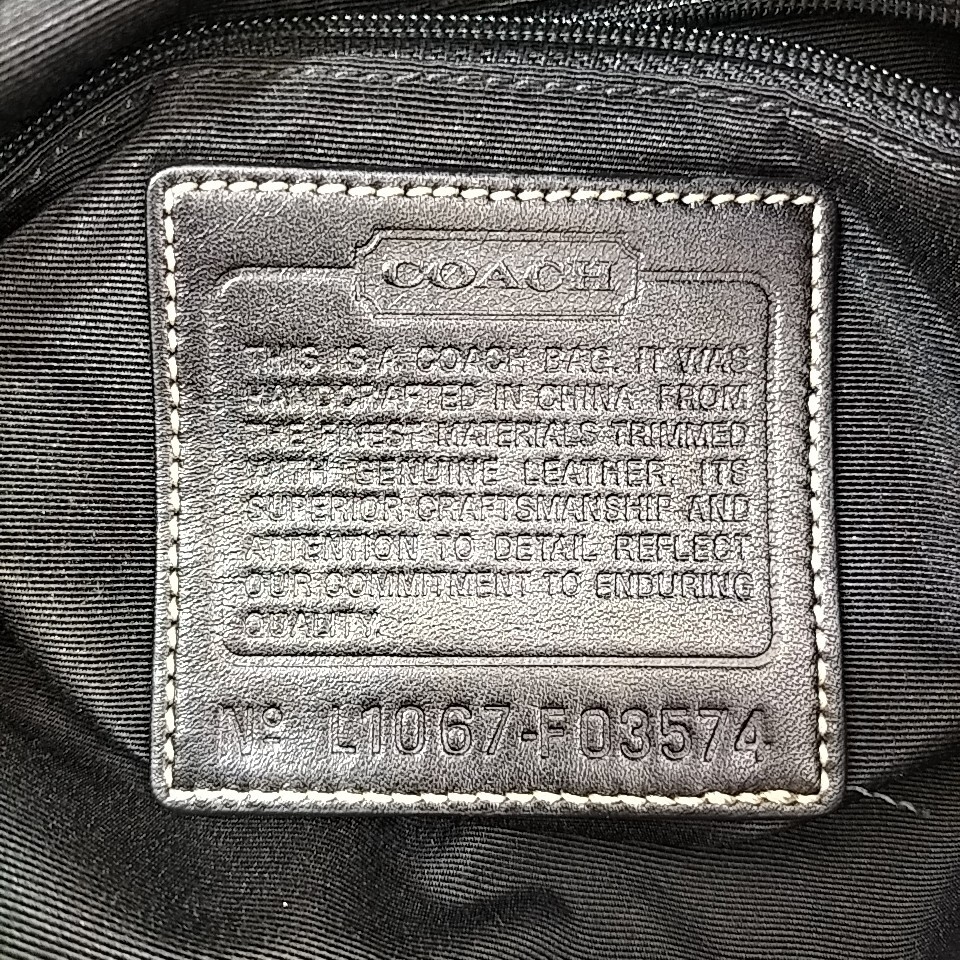 COACH
THIS IS A COACH BAG. IT WAS
HANDCRAFTED IN CHINA FROM
THE FINEST MATERIALS TRIMMED
WITH GENUINE LEATHER. ITS
SUPERIOR CRAFTSMANSHIP AND
ATTENTION TO DETAIL REFLECT
OUR COMMITMENT TO ENDURING
QUALITY.
Nº L1067-F03574